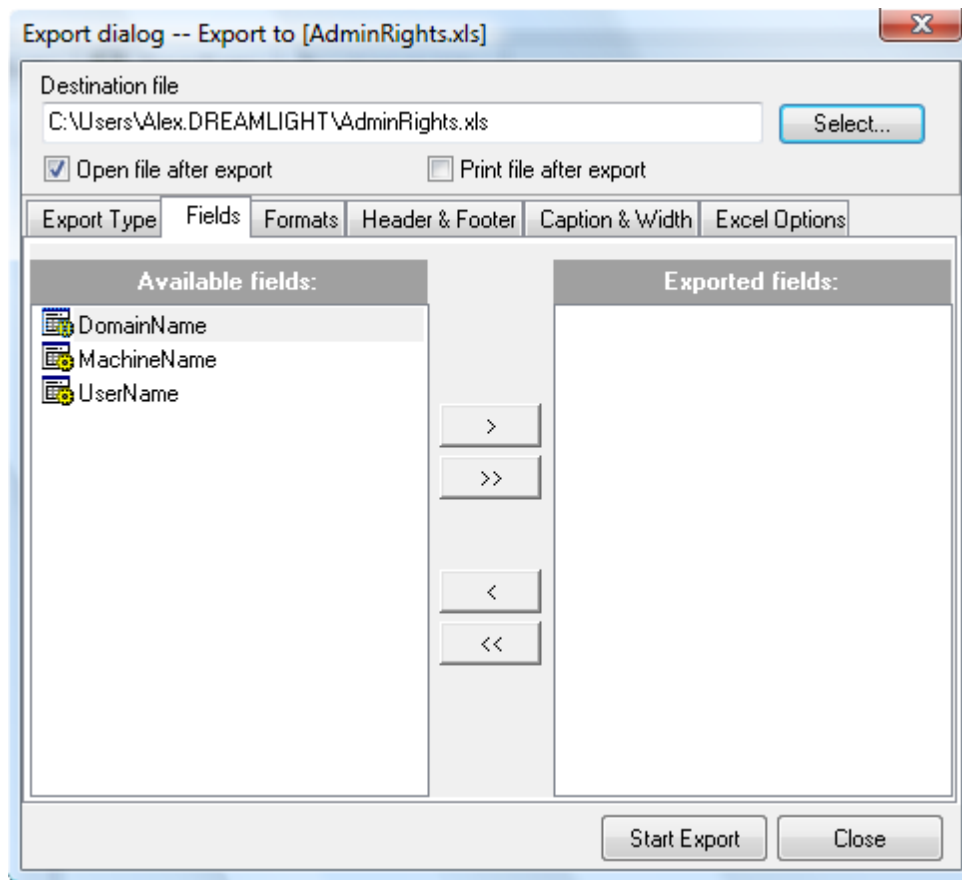 Export dialog -- Export to [AdminRights.xls]
Destination file
C:\Users\Alex.DREAMLIGHT\AdminRights.xls
Select...
Open file after export
Print file after export
Export Type
Fields
Formats
Header & Footer
Caption & Width
Excel Options
Available fields:
Exported fields:
DomainName
MachineName
UserName
>
>>
<
<<
Start Export
Close